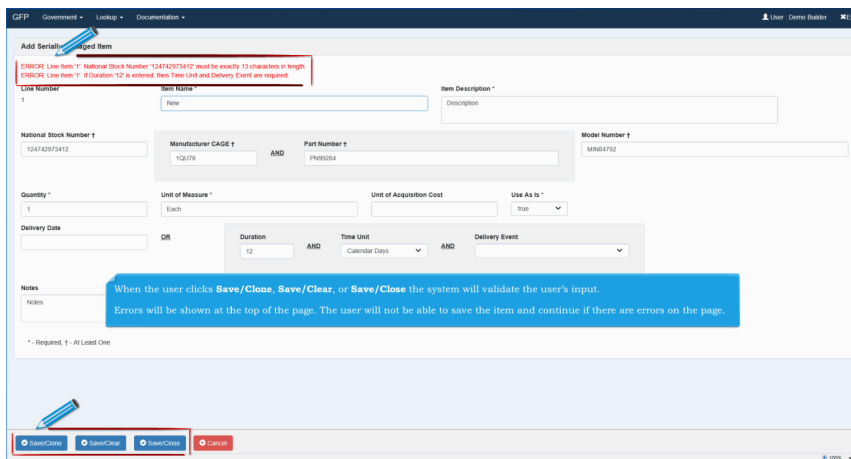 GFP Government Lookup Documentation User : Demo Builder
Add Serially Managed Item
ERROR: Line Item '1'. National Stock Number '124742973412' must be exactly 13 characters in length.
ERROR: Line Item '1'. If Duration '12' is entered, then Time Unit and Delivery Event are required.
Line Number Item Name * Item Description *
1 New Description
National Stock Number † Manufacturer CAGE † AND Part Number † Model Number †
124742973412 1QU78 PN99284 MIN84792
Quantity * Unit of Measure * Unit of Acquisition Cost Use As Is *
1 Each true
Delivery Date OR Duration AND Time Unit AND Delivery Event
12 Calendar Days
Notes
Notes
When the user clicks Save/Clone, Save/Clear, or Save/Close the system will validate the user's input.
Errors will be shown at the top of the page. The user will not be able to save the item and continue if there are errors on the page.
* - Required, † - At Least One
Save/Clone Save/Clear Save/Close Cancel
100%